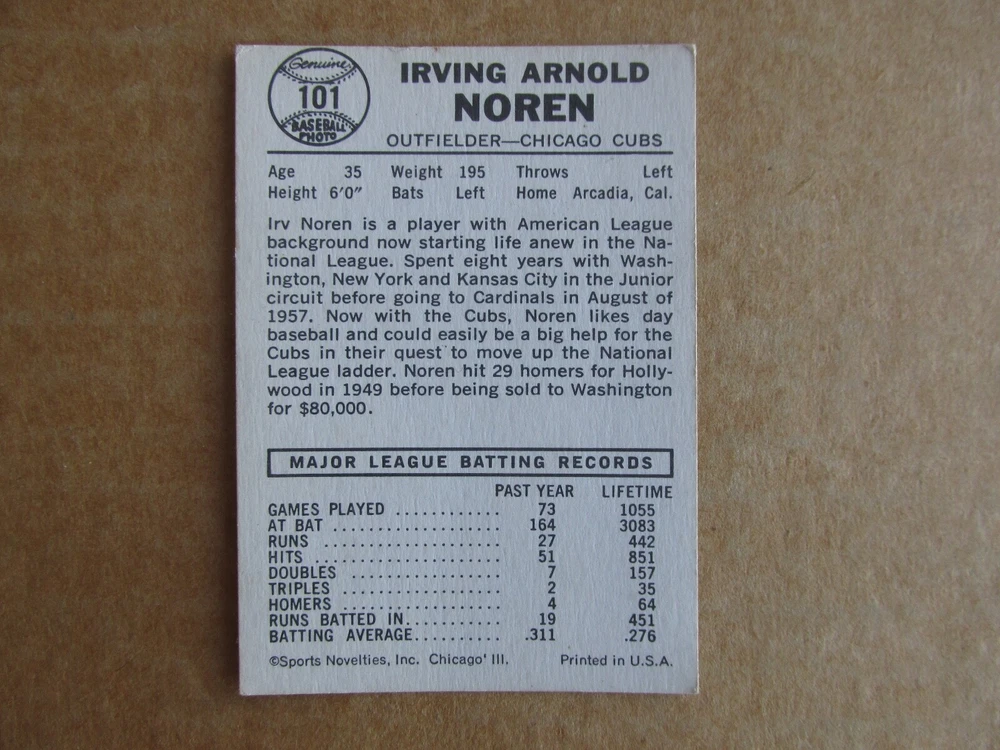 Genuine
101
BASEBALL
PHOTO
IRVING ARNOLD
NOREN
OUTFIELDER—CHICAGO CUBS
Age 35 Weight 195 Throws Left
Height 6'0" Bats Left Home Arcadia, Cal.
Irv Noren is a player with American League
background now starting life anew in the Na-
tional League. Spent eight years with Wash-
ington, New York and Kansas City in the Junior
circuit before going to Cardinals in August of
1957. Now with the Cubs, Noren likes day
baseball and could easily be a big help for the
Cubs in their quest to move up the National
League ladder. Noren hit 29 homers for Holly-
wood in 1949 before being sold to Washington
for $80,000.
MAJOR LEAGUE BATTING RECORDS
PAST YEAR LIFETIME
GAMES PLAYED ............ 73 1055
AT BAT ................... 164 3083
RUNS .................... 27 442
HITS ..................... 51 851
DOUBLES ................. 7 157
TRIPLES .................. 2 35
HOMERS .................. 4 64
RUNS BATTED IN........... 19 451
BATTING AVERAGE.......... .311 .276
©Sports Novelties, Inc. Chicago' Ill. Printed in U.S.A.